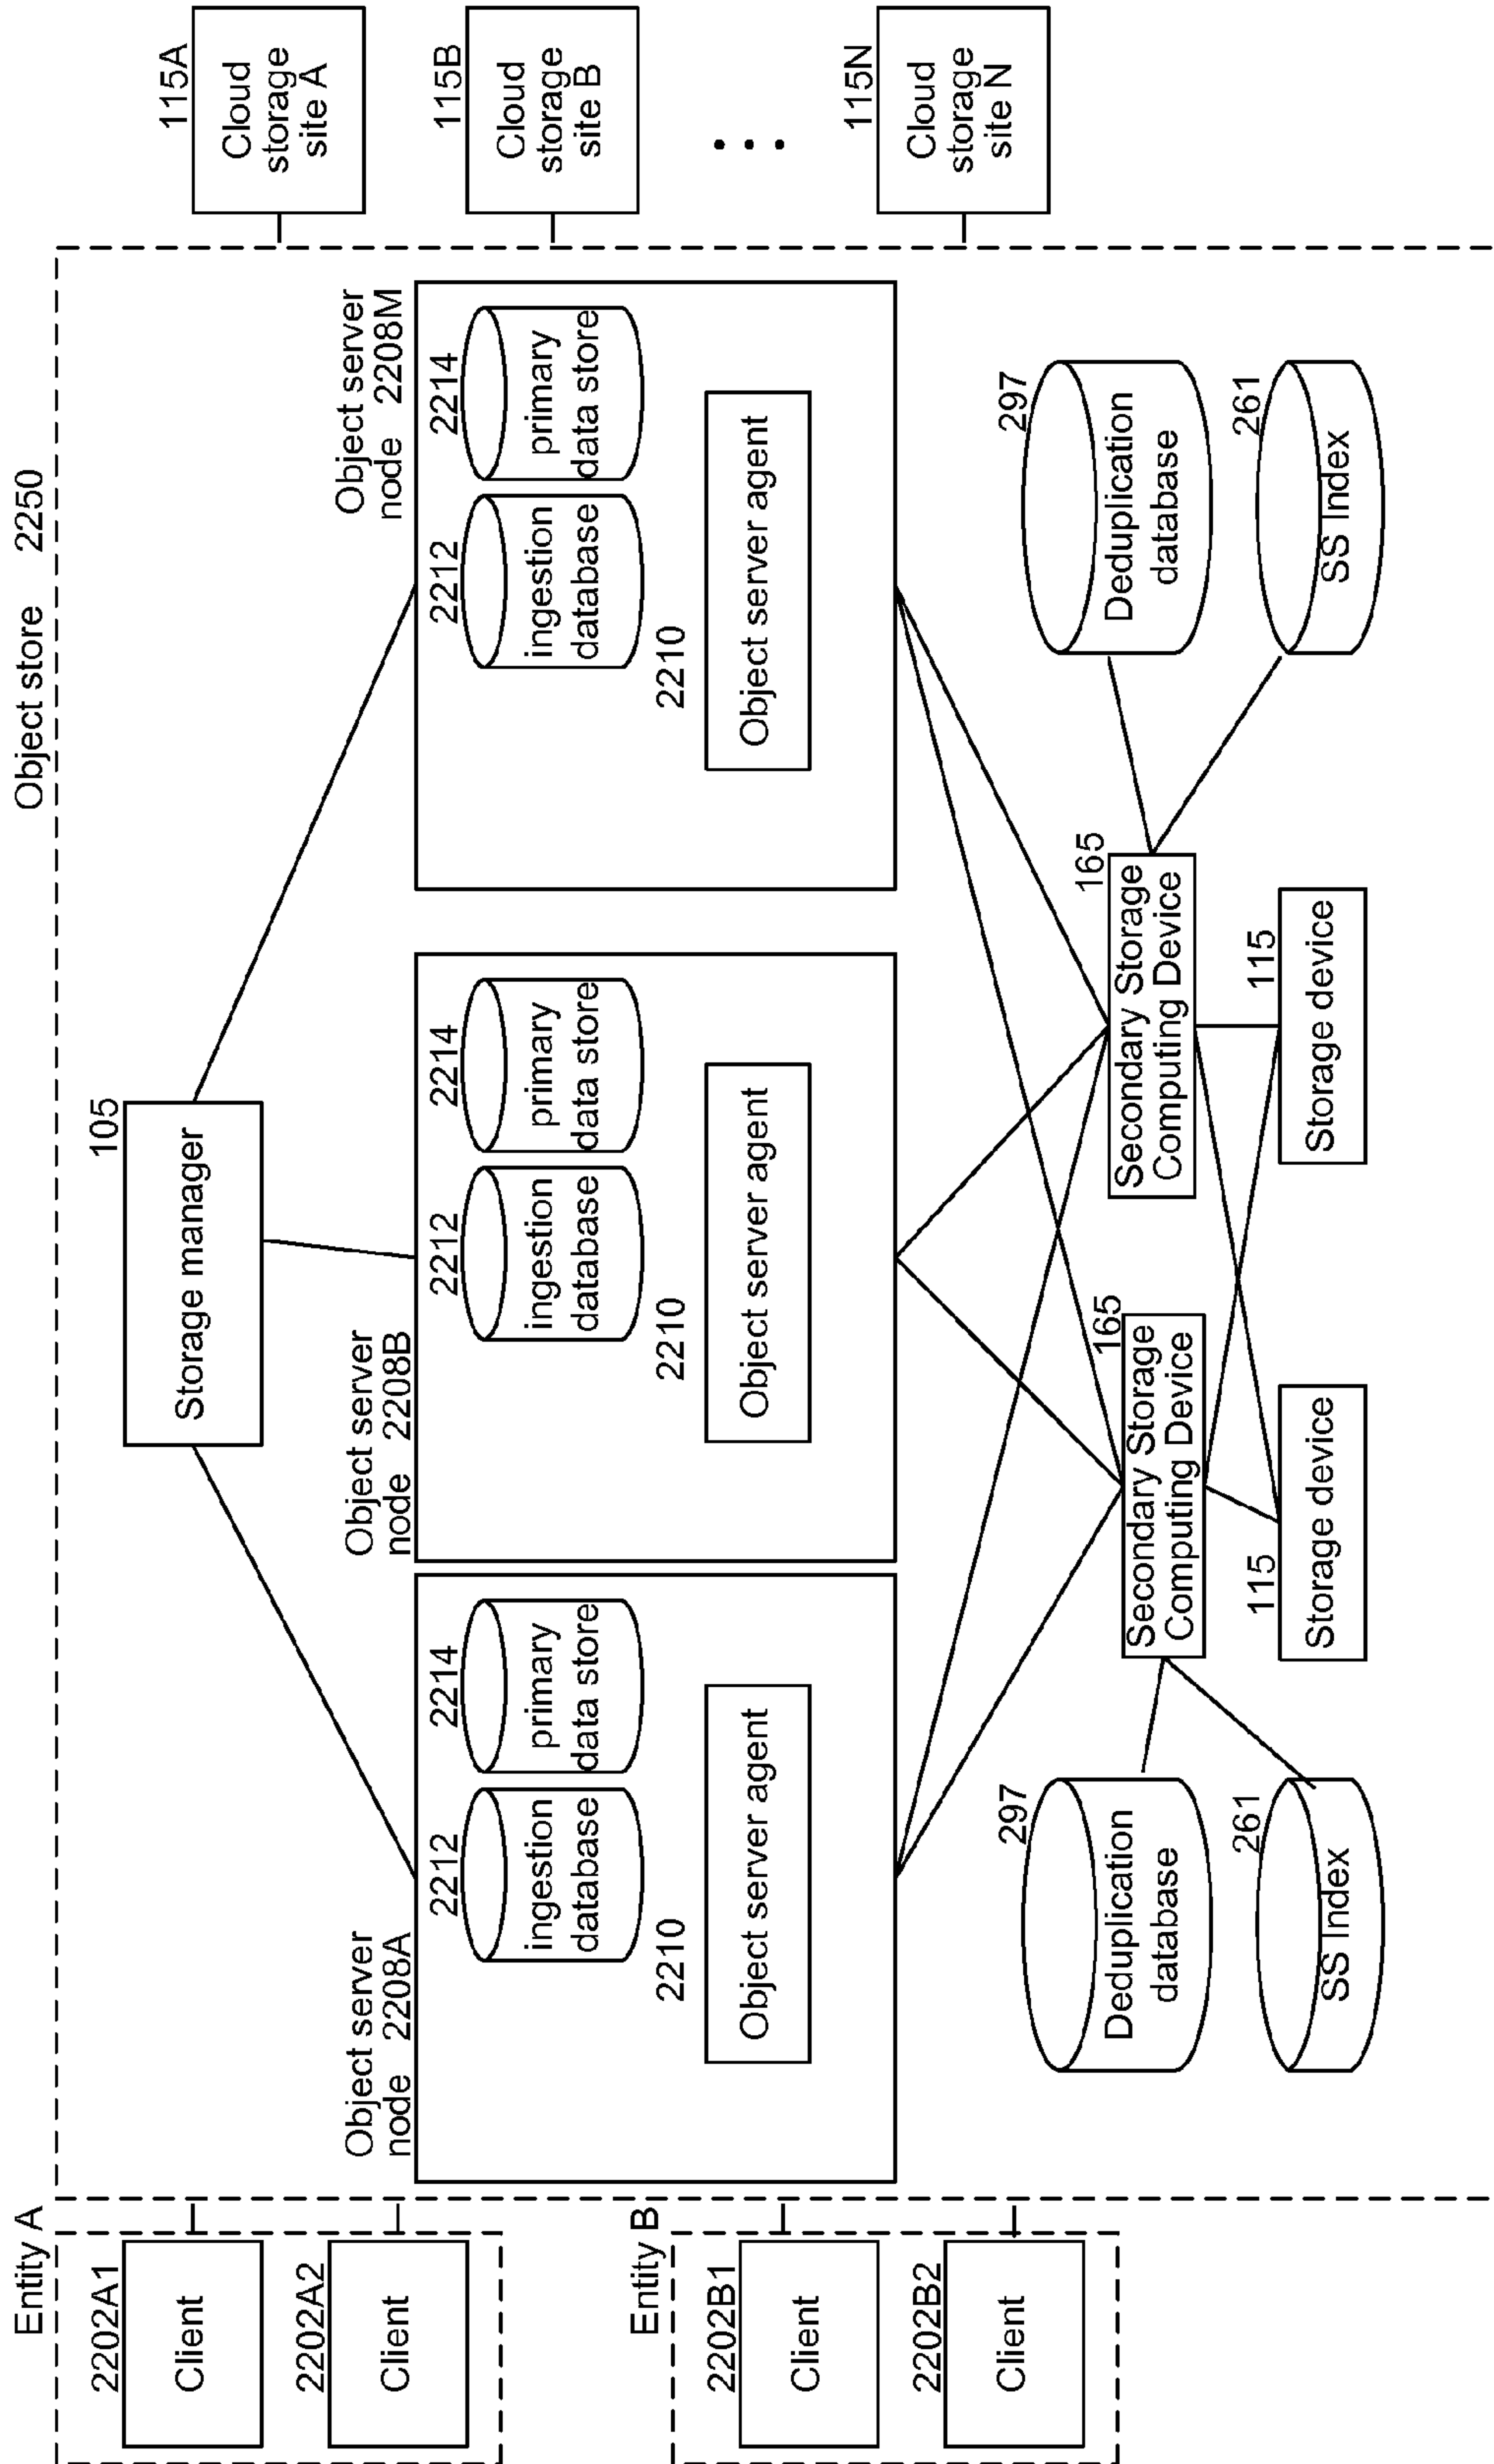 Object store 2250
Entity A
2202A1
Client
2202A2
Client
Entity B
2202B1
Client
2202B2
Client
105
Storage manager
Object server
node 2208A
2212
ingestion
database
2214
primary
data store
2210
Object server agent
Object server
node 2208B
2212
ingestion
database
2214
primary
data store
2210
Object server agent
Object server
node 2208M
2212
ingestion
database
2214
primary
data store
2210
Object server agent
297
Deduplication
database
261
SS Index
165
Secondary Storage
Computing Device
115
Storage device
165
Secondary Storage
Computing Device
115
Storage device
297
Deduplication
database
261
SS Index
115A
Cloud
storage
site A
115B
Cloud
storage
site B
• • •
115N
Cloud
storage
site N